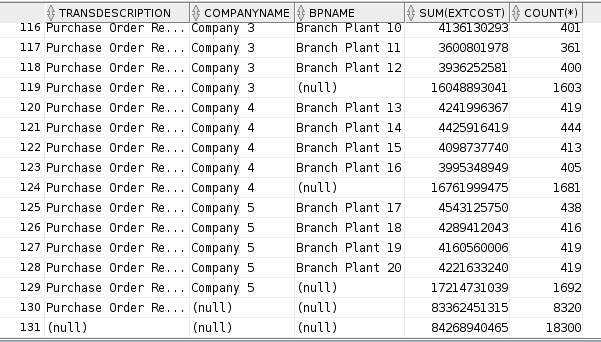 TRANSDESCRIPTION COMPANYNAME BPNAME SUM(EXTCOST) COUNT(*)
116 Purchase Order Re... Company 3 Branch Plant 10 4136130293 401
117 Purchase Order Re... Company 3 Branch Plant 11 3600801978 361
118 Purchase Order Re... Company 3 Branch Plant 12 3936252581 400
119 Purchase Order Re... Company 3 (null) 16048893041 1603
120 Purchase Order Re... Company 4 Branch Plant 13 4241996367 419
121 Purchase Order Re... Company 4 Branch Plant 14 4425916419 444
122 Purchase Order Re... Company 4 Branch Plant 15 4098737740 413
123 Purchase Order Re... Company 4 Branch Plant 16 3995348949 405
124 Purchase Order Re... Company 4 (null) 16761999475 1681
125 Purchase Order Re... Company 5 Branch Plant 17 4543125750 438
126 Purchase Order Re... Company 5 Branch Plant 18 4289412043 416
127 Purchase Order Re... Company 5 Branch Plant 19 4160560006 419
128 Purchase Order Re... Company 5 Branch Plant 20 4221633240 419
129 Purchase Order Re... Company 5 (null) 17214731039 1692
130 Purchase Order Re... (null) (null) 83362451315 8320
131 (null) (null) (null) 84268940465 18300